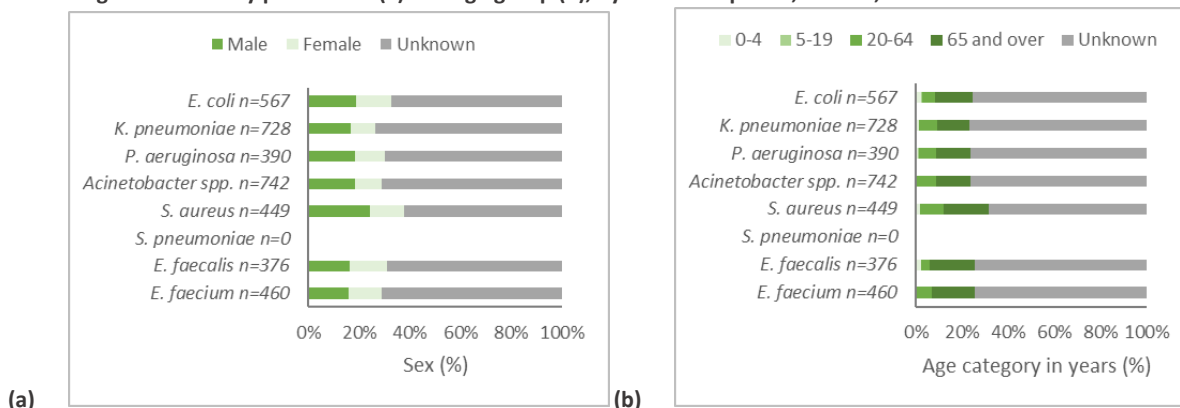 Male Female Unknown
E. coli n=567
K. pneumoniae n=728
P. aeruginosa n=390
Acinetobacter spp. n=742
S. aureus n=449
S. pneumoniae n=0
E. faecalis n=376
E. faecium n=460
0% 20% 40% 60% 80% 100%
Sex (%)
(a)
0-4 5-19 20-64 65 and over Unknown
E. coli n=567
K. pneumoniae n=728
P. aeruginosa n=390
Acinetobacter spp. n=742
S. aureus n=449
S. pneumoniae n=0
E. faecalis n=376
E. faecium n=460
0% 20% 40% 60% 80% 100%
Age category in years (%)
(b)